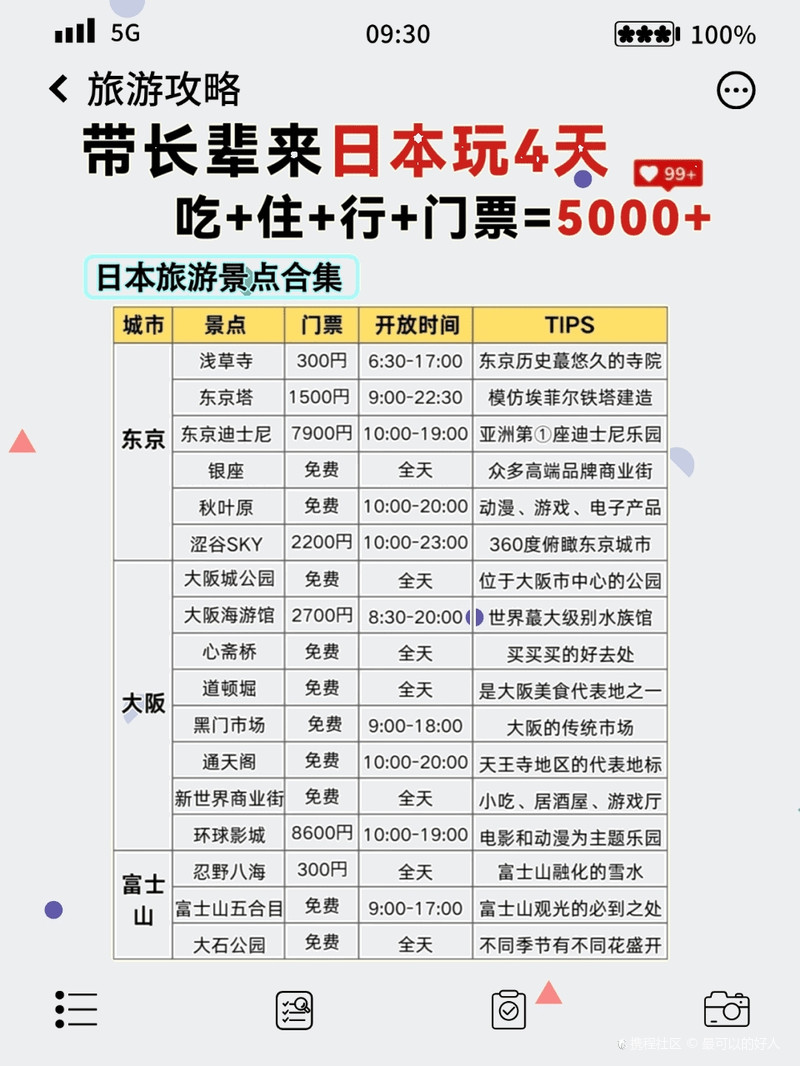 5G 09:30 100%
旅游攻略
带长辈来日本玩4天
99+
吃+住+行+门票=5000+
日本旅游景点合集
城市 景点 门票 开放时间 TIPS
东京
浅草寺 300円 6:30-17:00 东京历史蕞悠久的寺院
东京塔 1500円 9:00-22:30 模仿埃菲尔铁塔建造
东京迪士尼 7900円 10:00-19:00 亚洲第①座迪士尼乐园
银座 免费 全天 众多高端品牌商业街
秋叶原 免费 10:00-20:00 动漫、游戏、电子产品
涩谷SKY 2200円 10:00-23:00 360度俯瞰东京城市
大阪
大阪城公园 免费 全天 位于大阪市中心的公园
大阪海游馆 2700円 8:30-20:00 世界蕞大级别水族馆
心斋桥 免费 全天 买买买的好去处
道顿堀 免费 全天 是大阪美食代表地之一
黑门市场 免费 9:00-18:00 大阪的传统市场
通天阁 免费 10:00-20:00 天王寺地区的代表地标
新世界商业街 免费 全天 小吃、居酒屋、游戏厅
环球影城 8600円 10:00-19:00 电影和动漫为主题乐园
富士山
忍野八海 300円 全天 富士山融化的雪水
富士山五合目 免费 9:00-17:00 富士山观光的必到之处
大石公园 免费 全天 不同季节有不同花盛开
携程社区 © 最可以的好人